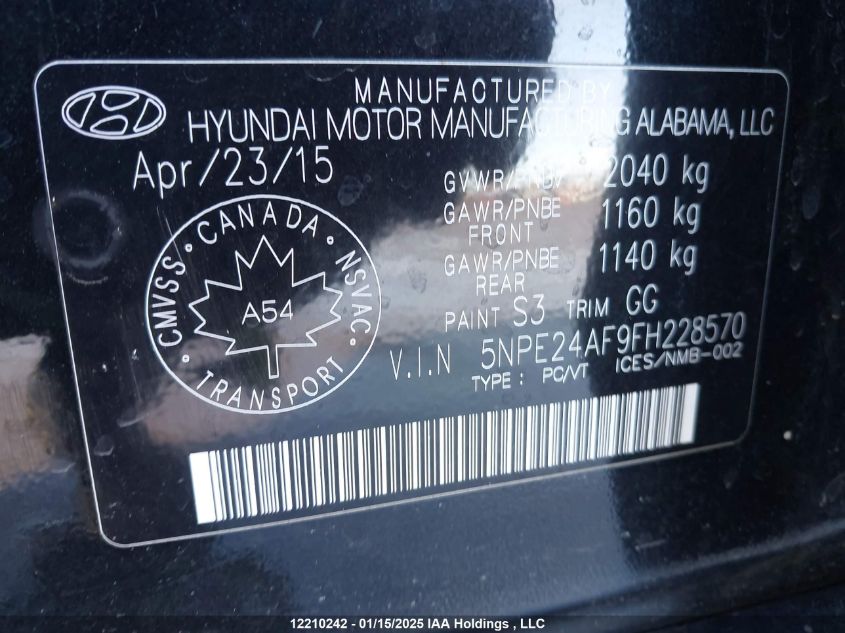 MANUFACTURED BY
HYUNDAI MOTOR MANUFACTURING ALABAMA, LLC
Apr/23/15
GVWR/PNBV 2040 kg
GAWR/PNBE FRONT 1160 kg
GAWR/PNBE REAR 1140 kg
PAINT S3 TRIM GG
CANADA
CMVSS · NSVAC
A54
TRANSPORT
V.I.N 5NPE24AF9FH228570
TYPE : PC/VT ICES/NMB-002
12210242 - 01/15/2025 IAA Holdings , LLC